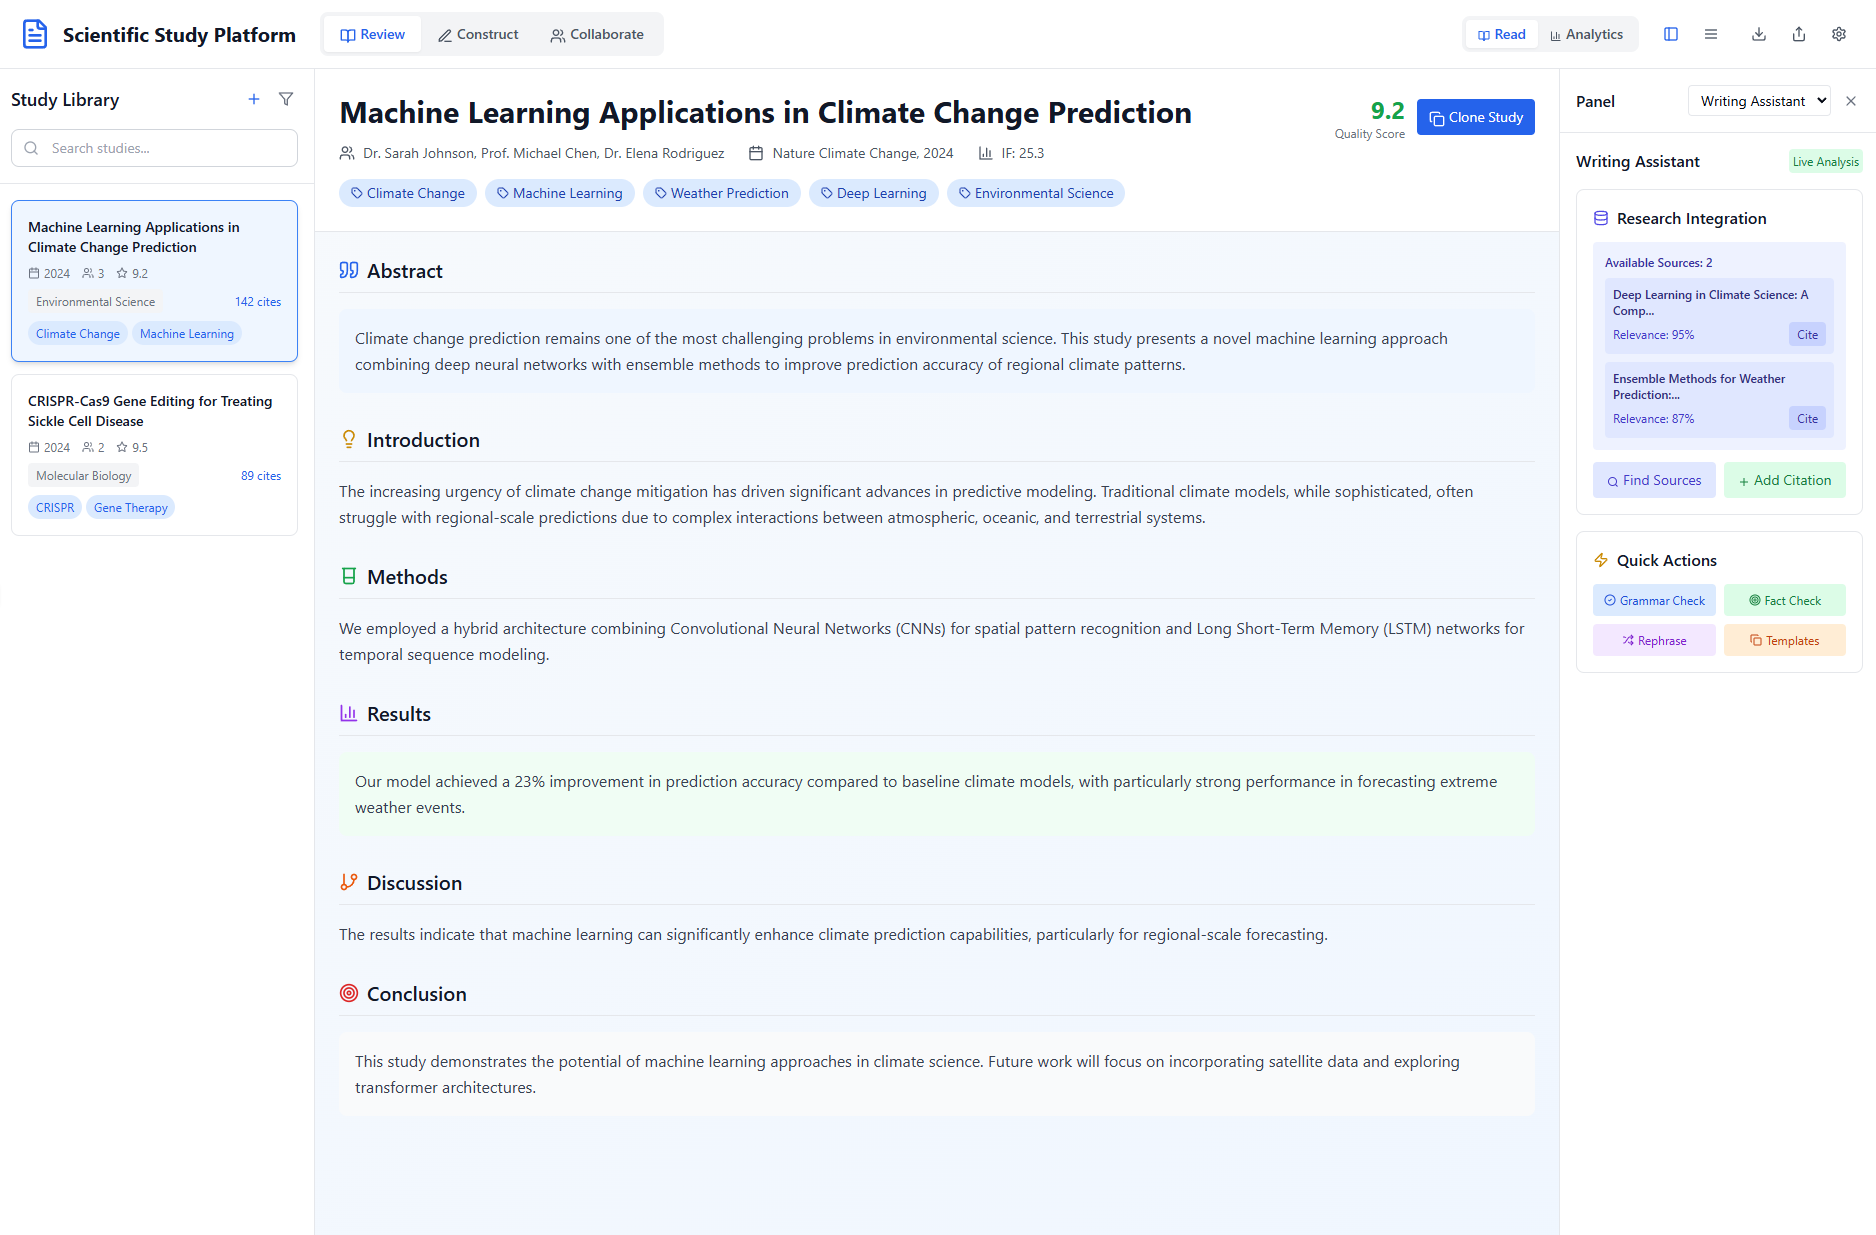 Scientific Study Platform
Review
Construct
Collaborate
Read
Analytics
Study Library
Search studies...
Machine Learning Applications in
Climate Change Prediction
2024 3 9.2
Environmental Science 142 cites
Climate Change Machine Learning
CRISPR-Cas9 Gene Editing for Treating
Sickle Cell Disease
2024 2 9.5
Molecular Biology 89 cites
CRISPR Gene Therapy
Machine Learning Applications in Climate Change Prediction
Dr. Sarah Johnson, Prof. Michael Chen, Dr. Elena Rodriguez Nature Climate Change, 2024 IF: 25.3
Climate Change Machine Learning Weather Prediction Deep Learning Environmental Science
9.2
Quality Score
Clone Study
Abstract
Climate change prediction remains one of the most challenging problems in environmental science. This study presents a novel machine learning approach
combining deep neural networks with ensemble methods to improve prediction accuracy of regional climate patterns.
Introduction
The increasing urgency of climate change mitigation has driven significant advances in predictive modeling. Traditional climate models, while sophisticated, often
struggle with regional-scale predictions due to complex interactions between atmospheric, oceanic, and terrestrial systems.
Methods
We employed a hybrid architecture combining Convolutional Neural Networks (CNNs) for spatial pattern recognition and Long Short-Term Memory (LSTM) networks for
temporal sequence modeling.
Results
Our model achieved a 23% improvement in prediction accuracy compared to baseline climate models, with particularly strong performance in forecasting extreme
weather events.
Discussion
The results indicate that machine learning can significantly enhance climate prediction capabilities, particularly for regional-scale forecasting.
Conclusion
This study demonstrates the potential of machine learning approaches in climate science. Future work will focus on incorporating satellite data and exploring
transformer architectures.
Panel
Writing Assistant
Writing Assistant
Live Analysis
Research Integration
Available Sources: 2
Deep Learning in Climate Science: A
Comp...
Relevance: 95% Cite
Ensemble Methods for Weather
Prediction:...
Relevance: 87% Cite
Find Sources
Add Citation
Quick Actions
Grammar Check
Fact Check
Rephrase
Templates